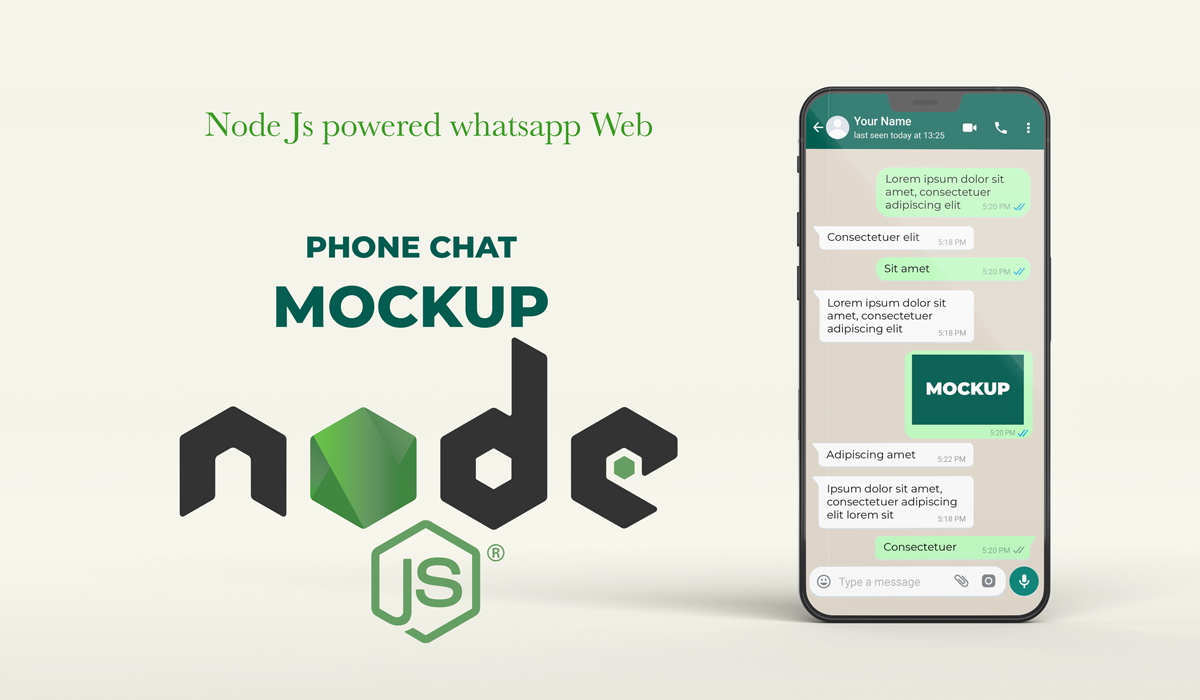 Node Js powered whatsapp Web
PHONE CHAT
MOCKUP
node
JS®
Your Name
last seen today at 13:25
Lorem ipsum dolor sit
amet, consectetuer
adipiscing elit
5:20 PM
Consectetuer elit
5:18 PM
Sit amet
5:20 PM
Lorem ipsum dolor sit
amet, consectetuer
adipiscing elit
5:18 PM
MOCKUP
5:20 PM
Adipiscing amet
5:22 PM
Ipsum dolor sit amet,
consectetuer adipiscing
elit lorem sit
5:18 PM
Consectetuer
5:20 PM
Type a message